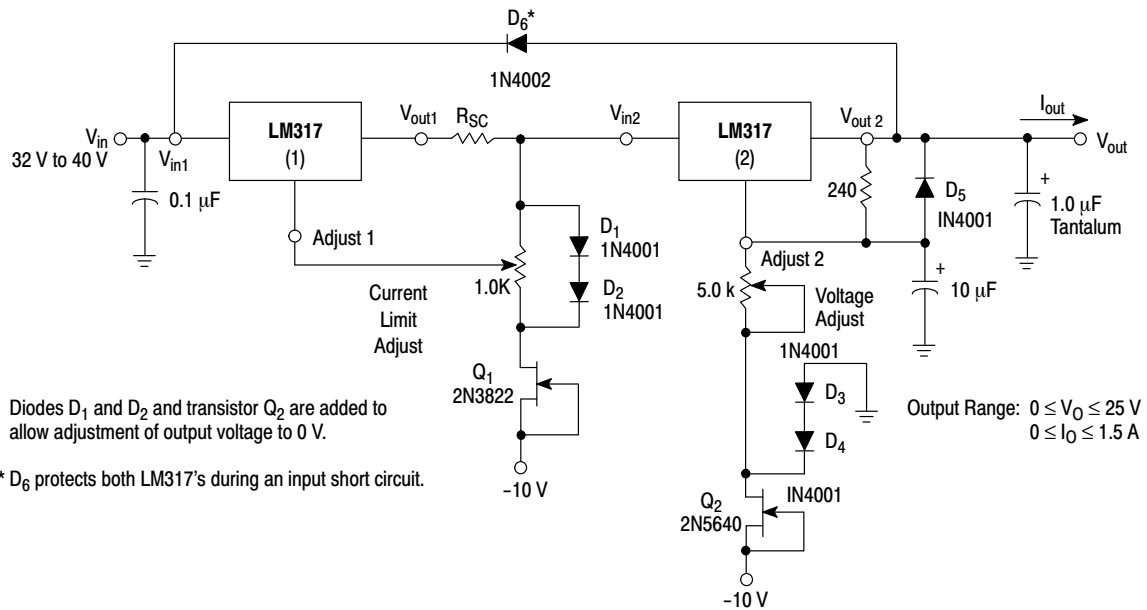 D6*
1N4002
Vin
32 V to 40 V
Vin1
0.1 µF
LM317
(1)
Vout1
RSC
Vin2
LM317
(2)
Vout 2
Iout
Vout
Adjust 1
D1
1N4001
1.0K
D2
1N4001
Current
Limit
Adjust
Q1
2N3822
−10 V
240
D5
IN4001
+
1.0 µF
Tantalum
Adjust 2
5.0 k
Voltage
Adjust
+
10 µF
1N4001
D3
D4
IN4001
Q2
2N5640
−10 V
Output Range: 0 ≤ VO ≤ 25 V
0 ≤ IO ≤ 1.5 A
Diodes D1 and D2 and transistor Q2 are added to
allow adjustment of output voltage to 0 V.
* D6 protects both LM317's during an input short circuit.